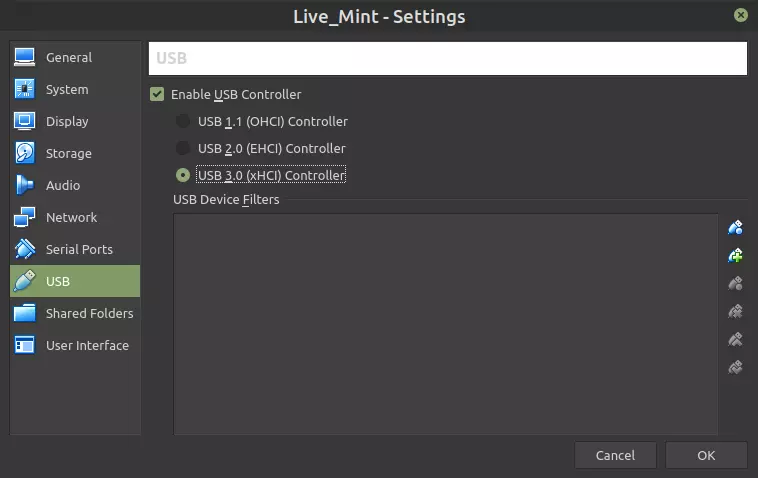 Live_Mint - Settings
General
System
Display
Storage
Audio
Network
Serial Ports
USB
Shared Folders
User Interface
USB
Enable USB Controller
USB 1.1 (OHCI) Controller
USB 2.0 (EHCI) Controller
USB 3.0 (xHCI) Controller
USB Device Filters
Cancel
OK